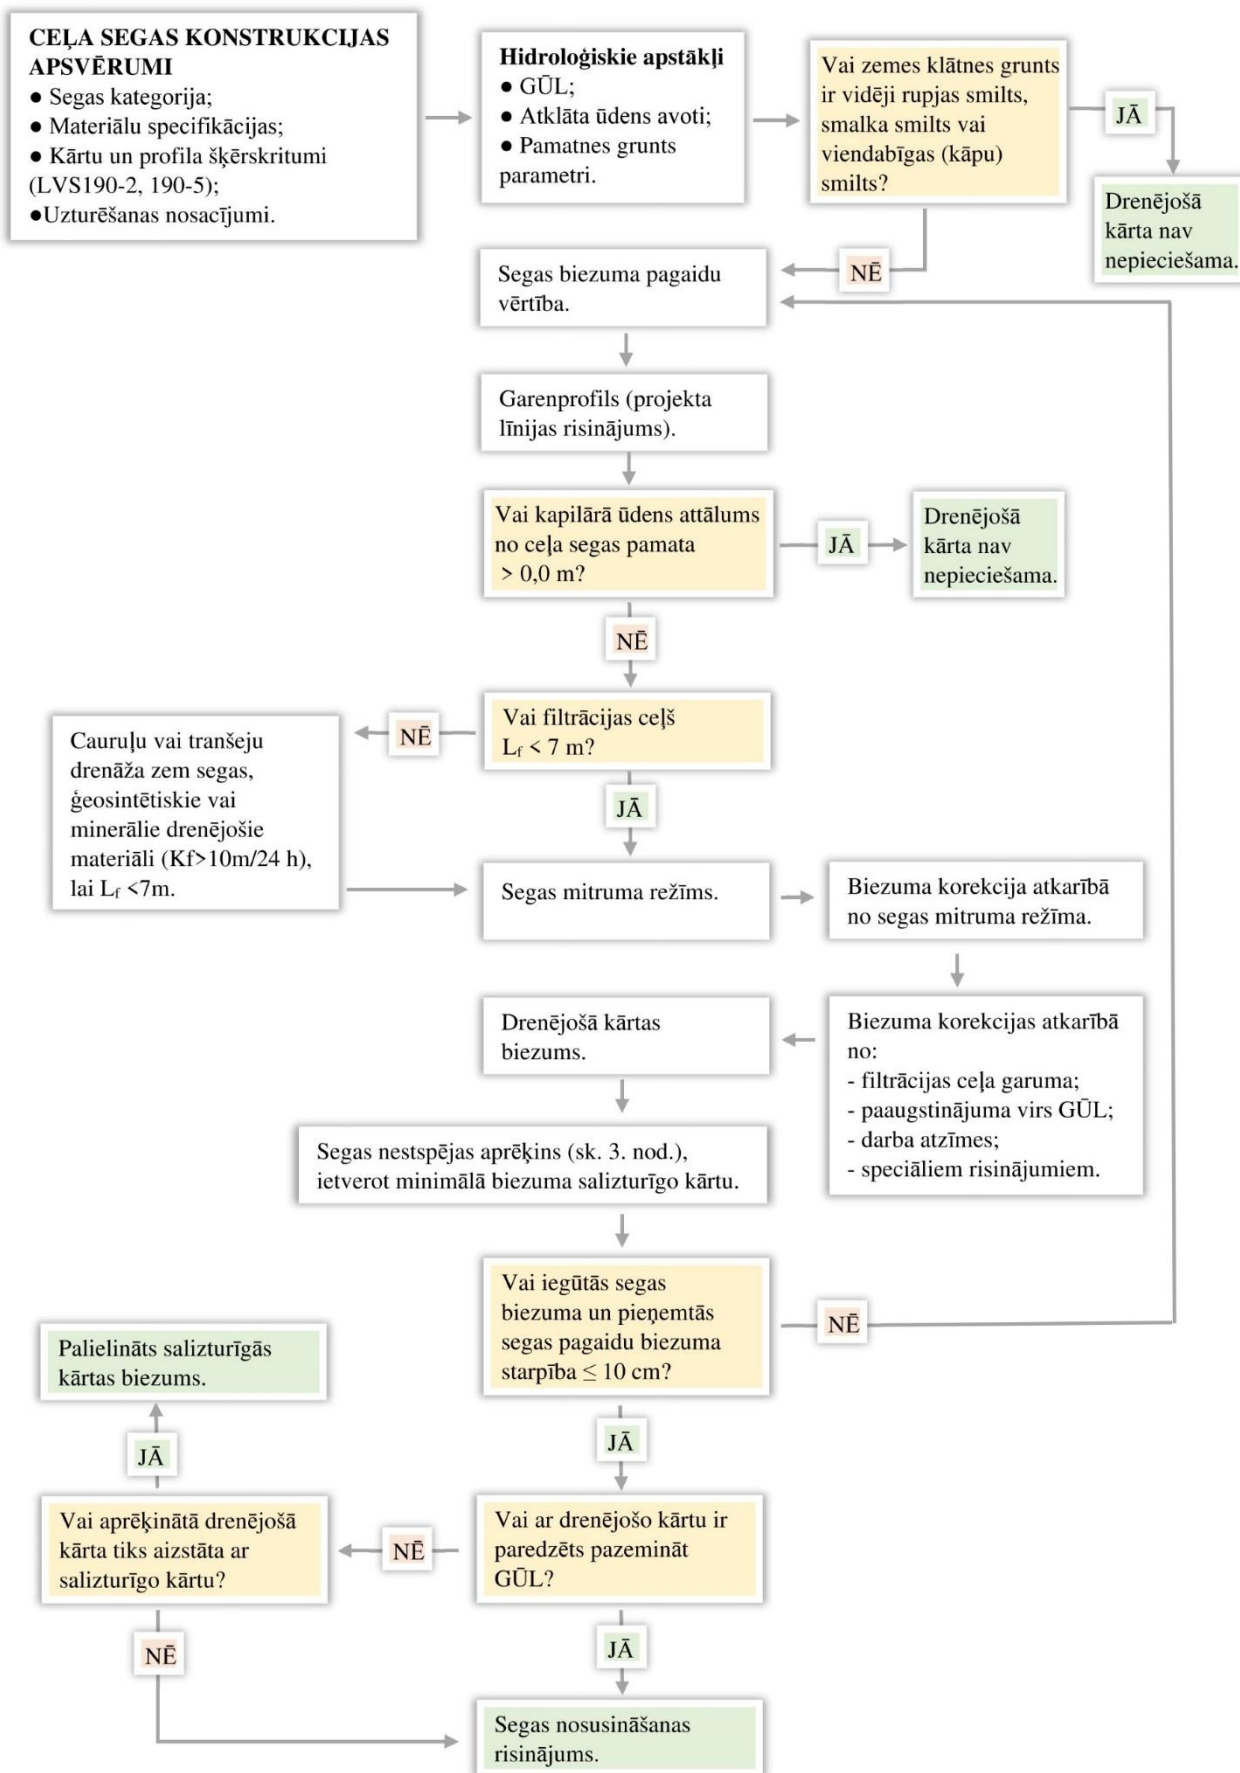 CEĻA SEGAS KONSTRUKCIJAS
APSVĒRUMI
● Segas kategorija;
● Materiālu specifikācijas;
● Kārtu un profila šķērskritumi
(LVS190-2, 190-5);
●Uzturēšanas nosacījumi.
Hidroloģiskie apstākļi
● GŪL;
● Atklāta ūdens avoti;
● Pamatnes grunts
parametri.
Vai zemes klātnes grunts
ir vidēji rupjas smilts,
smalka smilts vai
viendabīgas (kāpu)
smilts?
JĀ
Drenējošā
kārta nav
nepieciešama.
NĒ
Segas biezuma pagaidu
vērtība.
Garenprofils (projekta
līnijas risinājums).
Vai kapilārā ūdens attālums
no ceļa segas pamata
> 0,0 m?
JĀ
Drenējošā
kārta nav
nepieciešama.
NĒ
Vai filtrācijas ceļš
Lf < 7 m?
NĒ
Cauruļu vai tranšeju
drenāža zem segas,
ģeosintētiskie vai
minerālie drenējošie
materiāli (Kf>10m/24 h),
lai Lf <7m.
JĀ
Segas mitruma režīms.
Biezuma korekcija atkarībā
no segas mitruma režīma.
Biezuma korekcijas atkarībā
no:
- filtrācijas ceļa garuma;
- paaugstinājuma virs GŪL;
- darba atzīmes;
- speciāliem risinājumiem.
Drenējošā kārtas
biezums.
Segas nestspējas aprēķins (sk. 3. nod.),
ietverot minimālā biezuma salizturīgo kārtu.
Vai iegūtās segas
biezuma un pieņemtās
segas pagaidu biezuma
starpība ≤ 10 cm?
NĒ
JĀ
Vai ar drenējošo kārtu ir
paredzēts pazemināt
GŪL?
NĒ
Vai aprēķinātā drenējošā
kārta tiks aizstāta ar
salizturīgo kārtu?
JĀ
Palielināts salizturīgās
kārtas biezums.
NĒ
JĀ
Segas nosusināšanas
risinājums.